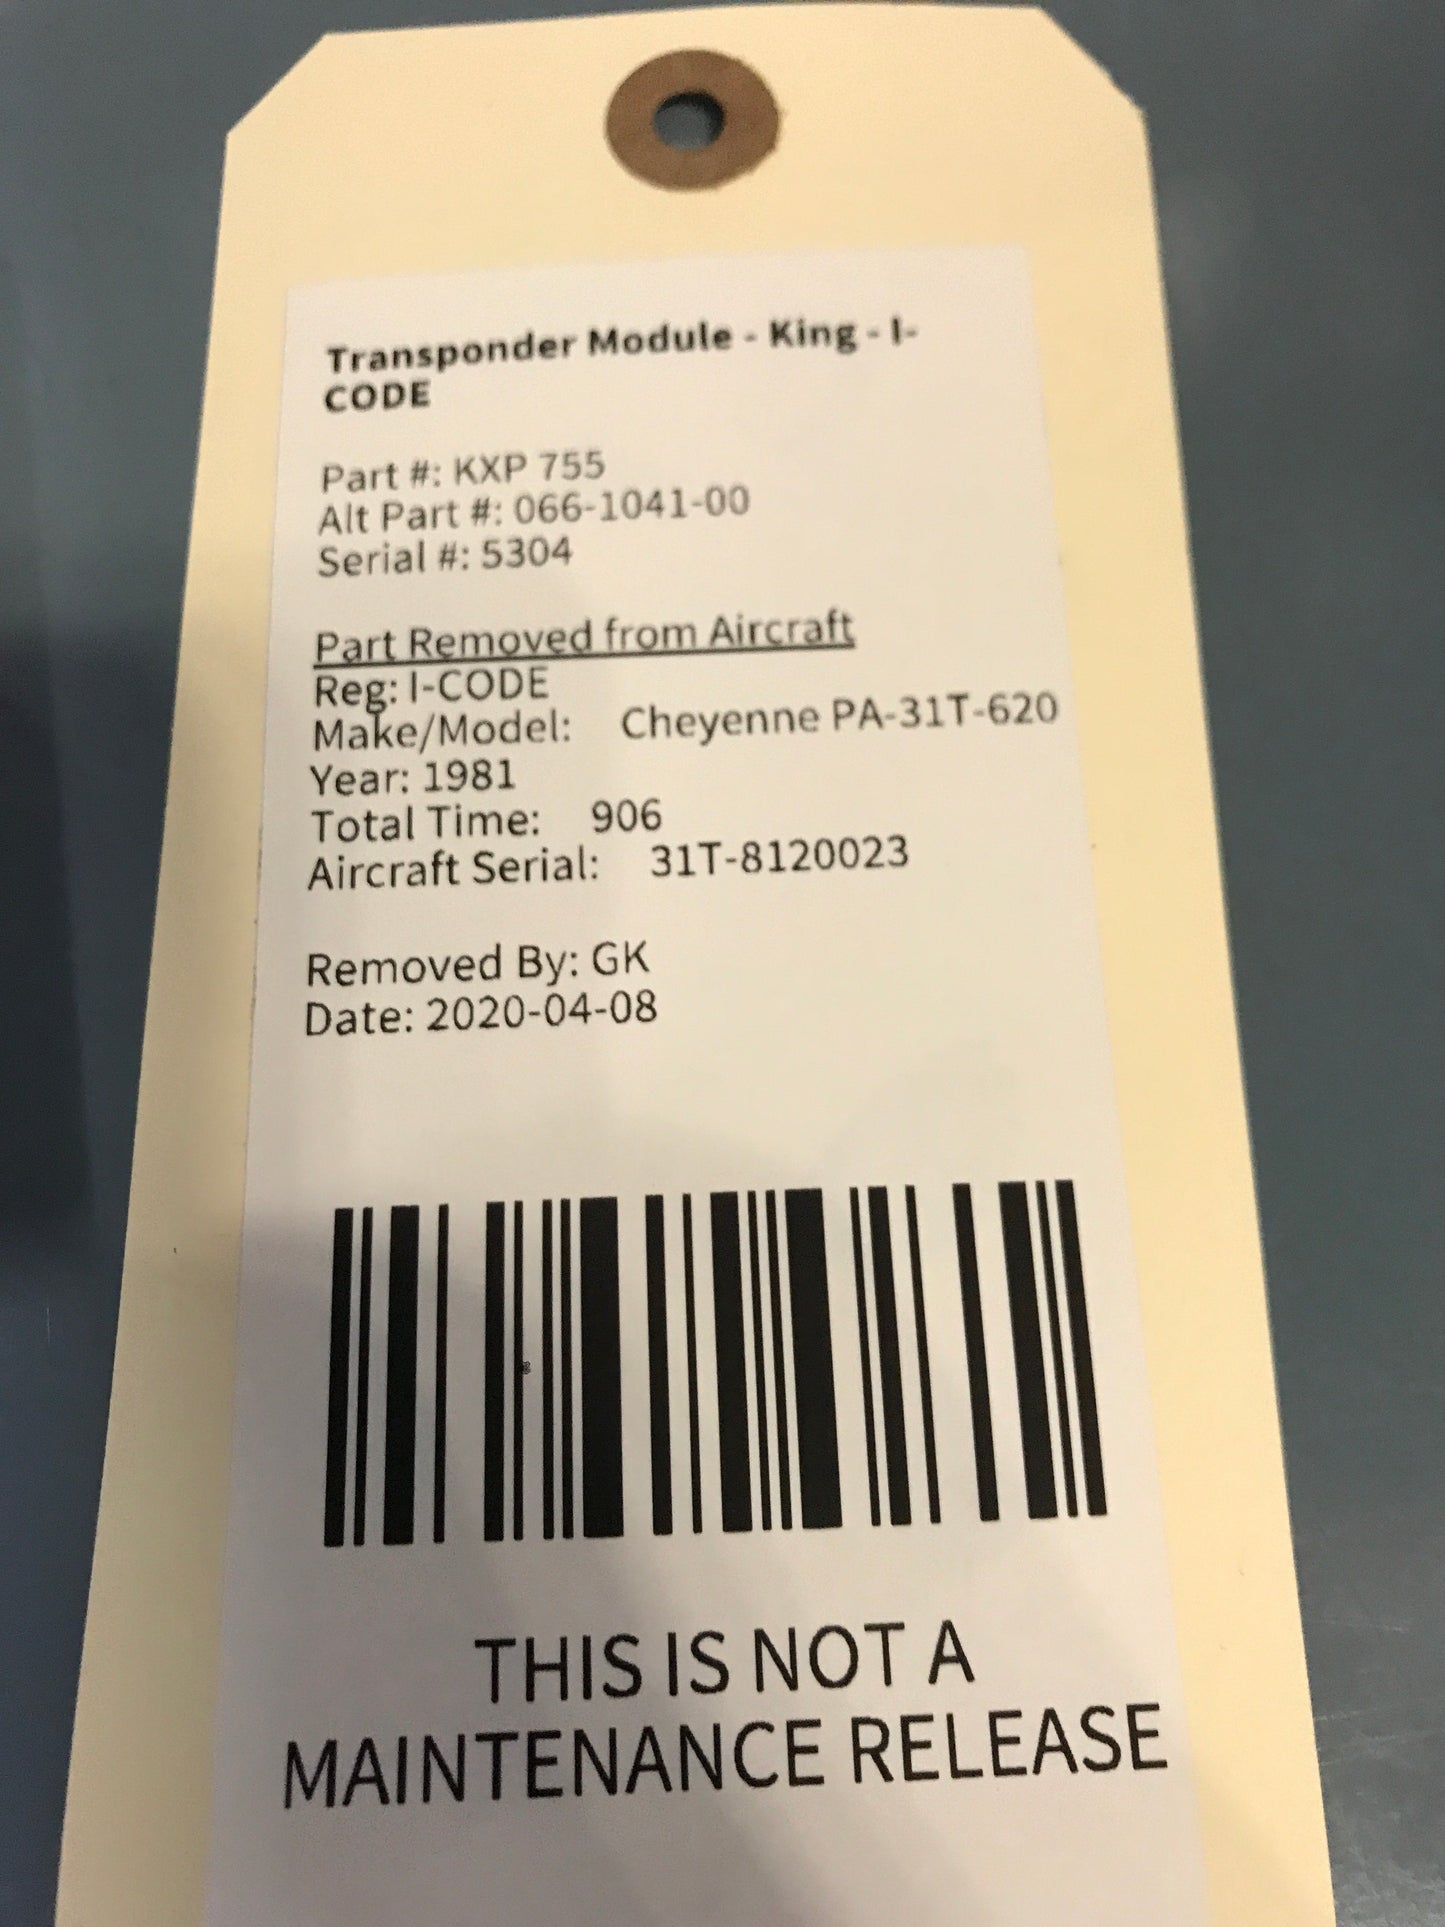 Transponder Module - King - I-
CODE
Part #: KXP 755
Alt Part #: 066-1041-00
Serial #: 5304
Part Removed from Aircraft
Reg: I-CODE
Make/Model: Cheyenne PA-31T-620
Year: 1981
Total Time: 906
Aircraft Serial: 31T-8120023
Removed By: GK
Date: 2020-04-08
THIS IS NOT A
MAINTENANCE RELEASE